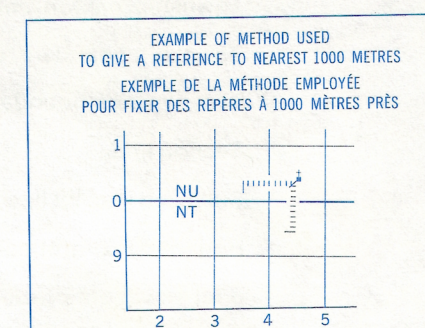 EXAMPLE OF METHOD USED
TO GIVE A REFERENCE TO NEAREST 1000 METRES
EXEMPLE DE LA MÉTHODE EMPLOYÉE
POUR FIXER DES REPÈRES À 1000 MÈTRES PRÈS
1
NU
0
NT
9
2 3 4 5